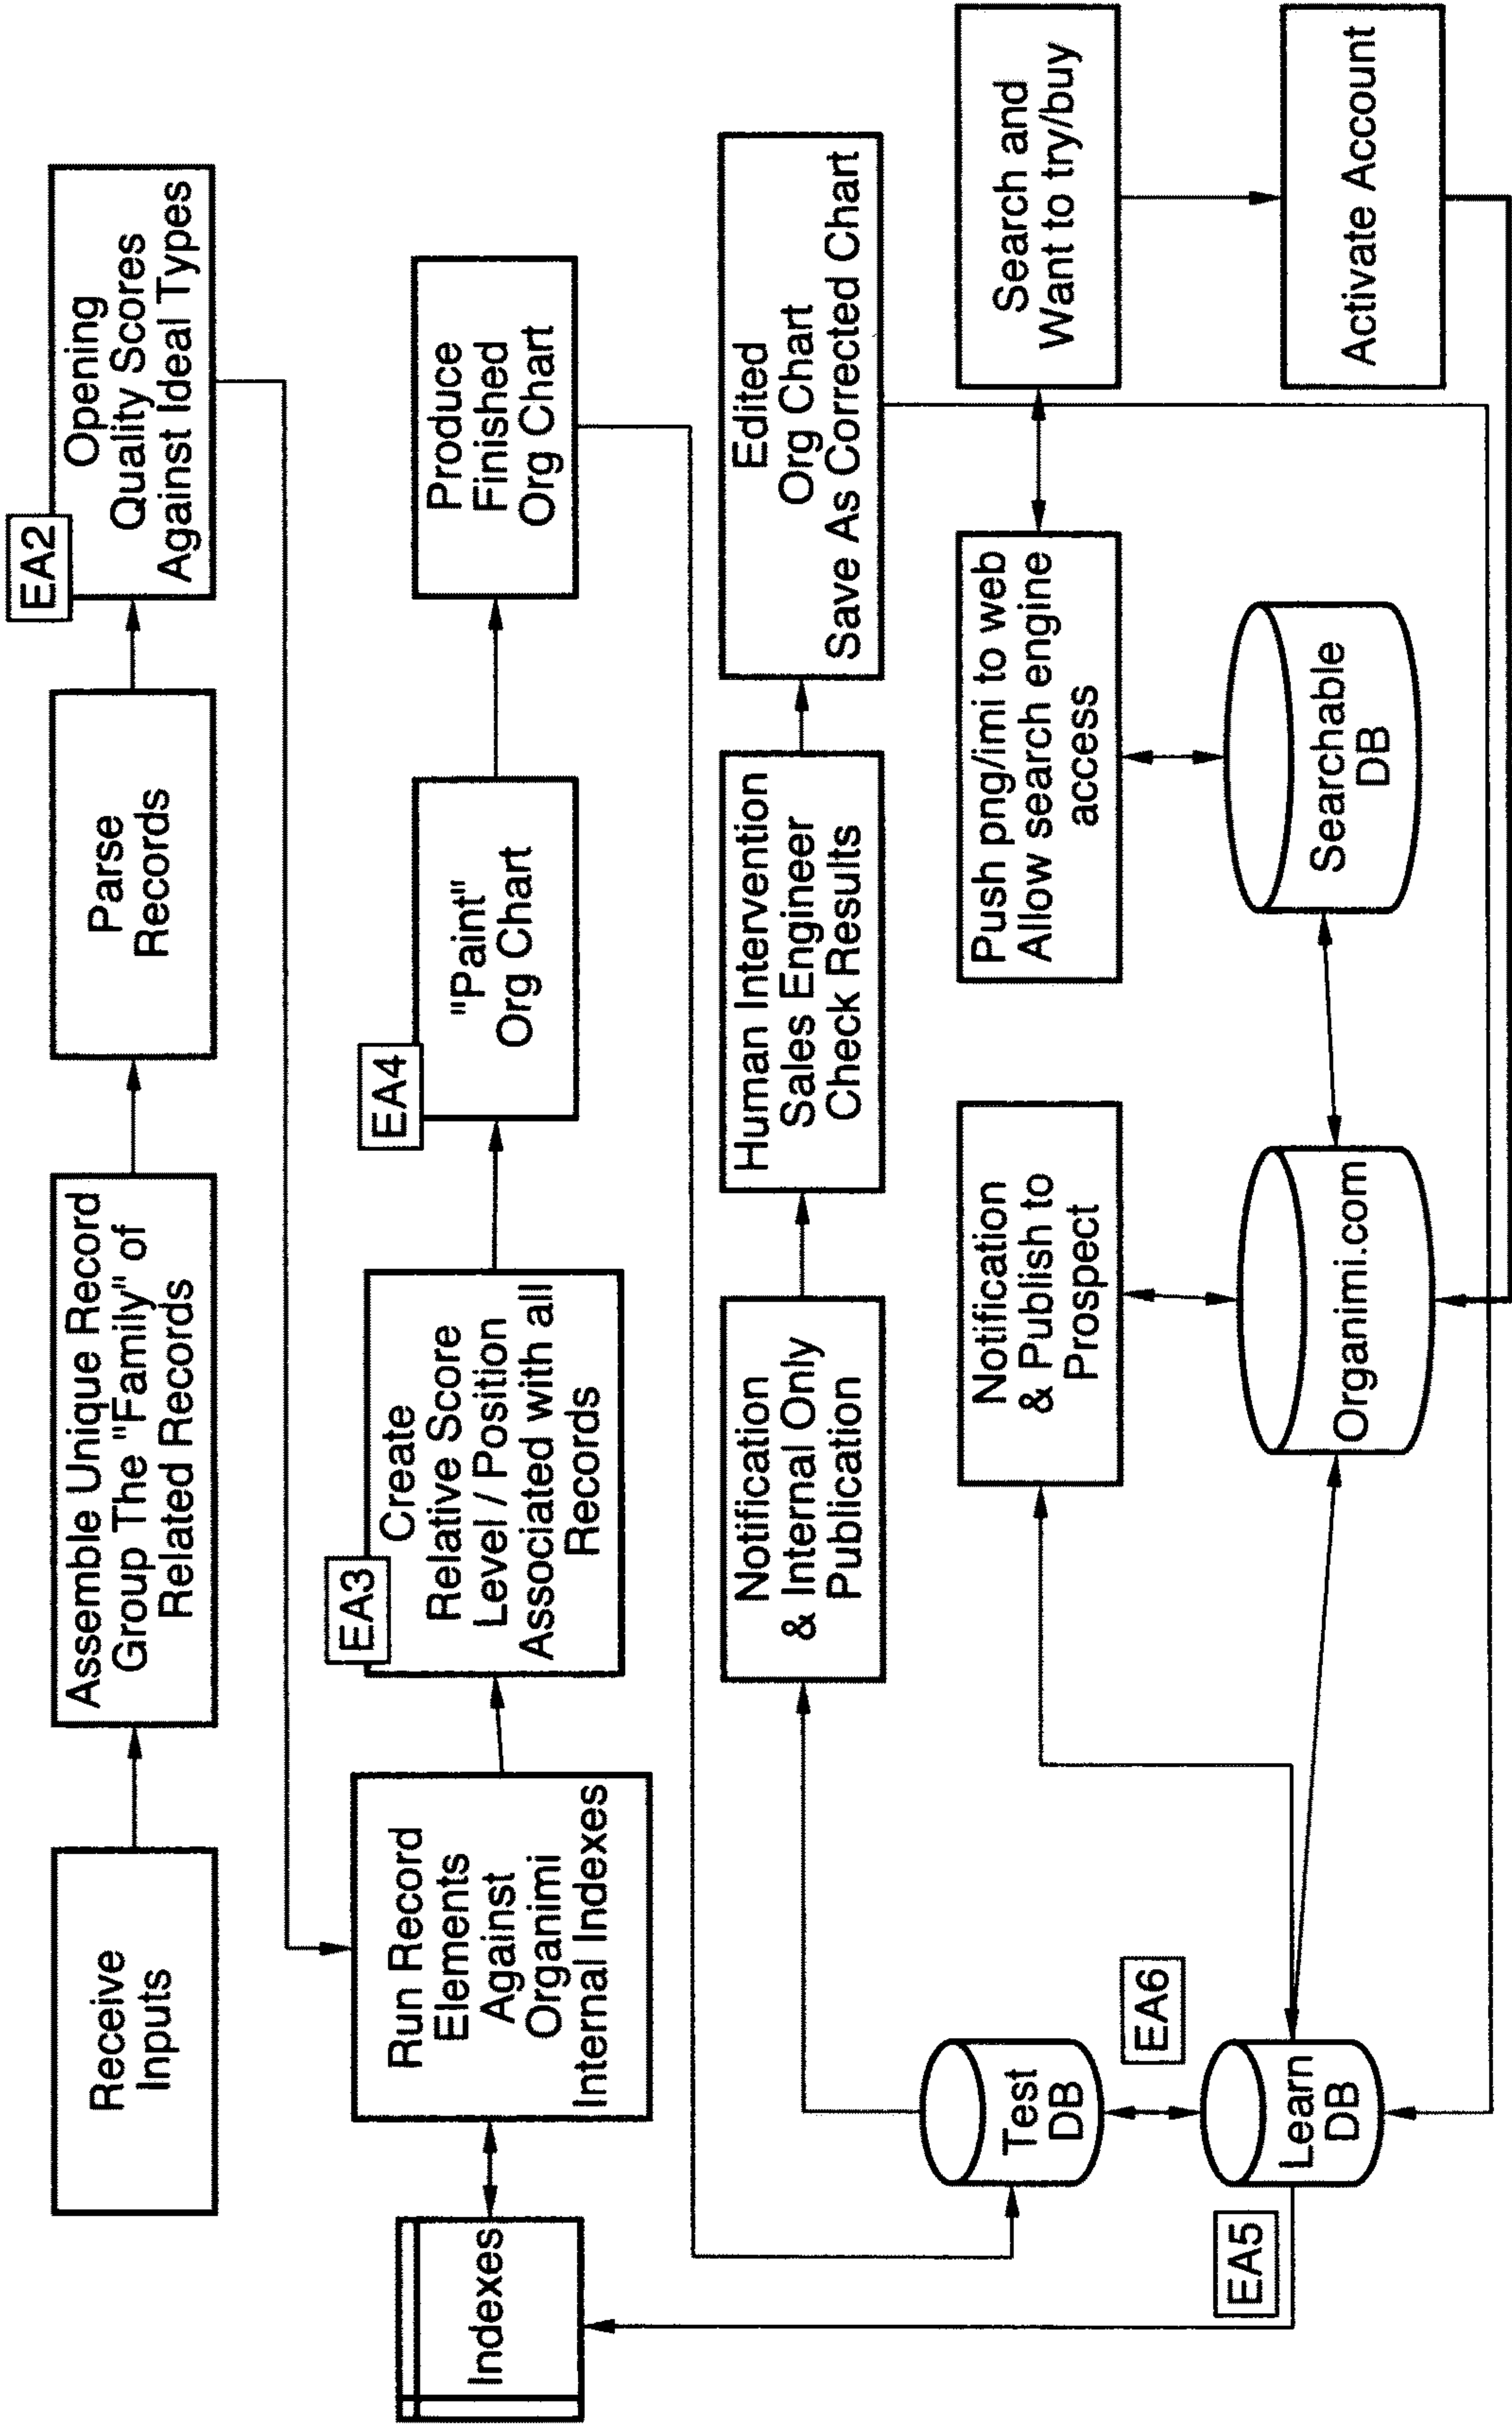 Receive
Inputs
Assemble Unique Record
Group The "Family" of
Related Records
Parse
Records
EA2
Opening
Quality Scores
Against Ideal Types
Indexes
Run Record
Elements
Against
Organimi
Internal Indexes
EA3
Create
Relative Score
Level / Position
Associated with all
Records
EA4
"Paint"
Org Chart
Produce
Finished
Org Chart
Notification
& Internal Only
Publication
Human Intervention
Sales Engineer
Check Results
Edited
Org Chart
Save As Corrected Chart
Test
DB
EA6
EA5
Learn
DB
Notification
& Publish to
Prospect
Organimi.com
Push png/imi to web
Allow search engine
access
Searchable
DB
Search and
Want to try/buy
Activate Account